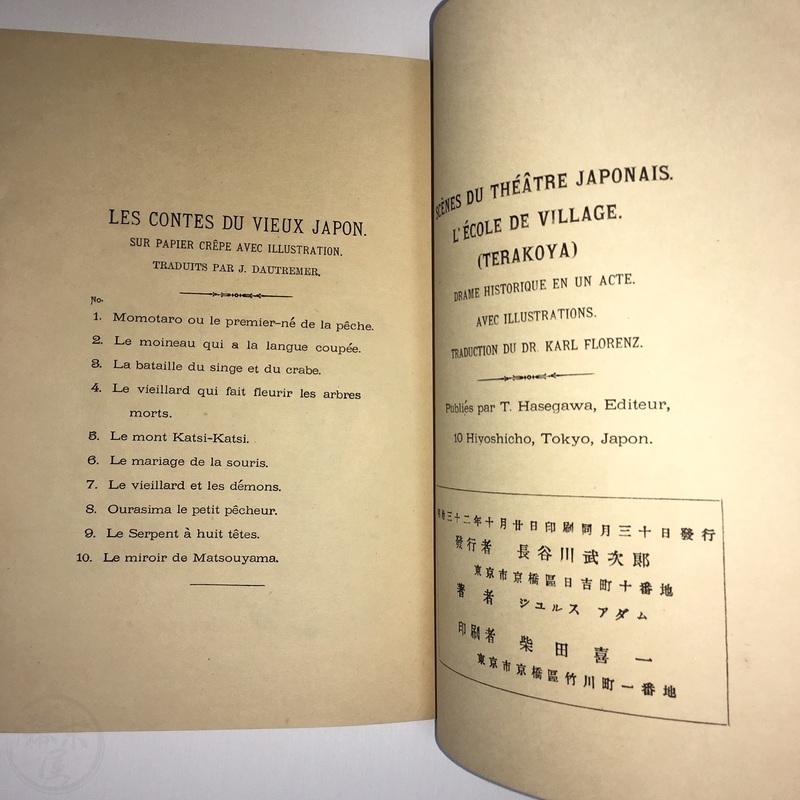 LES CONTES DU VIEUX JAPON.
SUR PAPIER CRÊPE AVEC ILLUSTRATION.
TRADUITS PAR J. DAUTREMER.
No.
1. Momotaro ou le premier-né de la pêche.
2. Le moineau qui a la langue coupée.
3. La bataille du singe et du crabe.
4. Le vieillard qui fait fleurir les arbres
morts.
5. Le mont Katsi-Katsi.
6. Le mariage de la souris.
7. Le vieillard et les démons.
8. Ourasima le petit pêcheur.
9. Le Serpent à huit têtes.
10. Le miroir de Matsouyama.
SCÈNES DU THÉÂTRE JAPONAIS.
L'ÉCOLE DE VILLAGE.
(TERAKOYA)
DRAME HISTORIQUE EN UN ACTE.
AVEC ILLUSTRATIONS.
TRADUCTION DU DR. KARL FLORENZ.
Publiés par T. Hasegawa, Editeur,
10 Hiyoshicho, Tokyo, Japon.
明治三十二年十月廿日印刷同月三十日發行
發行者 長谷川武次郎
東京市京橋區日吉町十番地
著者 ジユルス アダム
印刷者 柴田喜一
東京市京橋區竹川町一番地